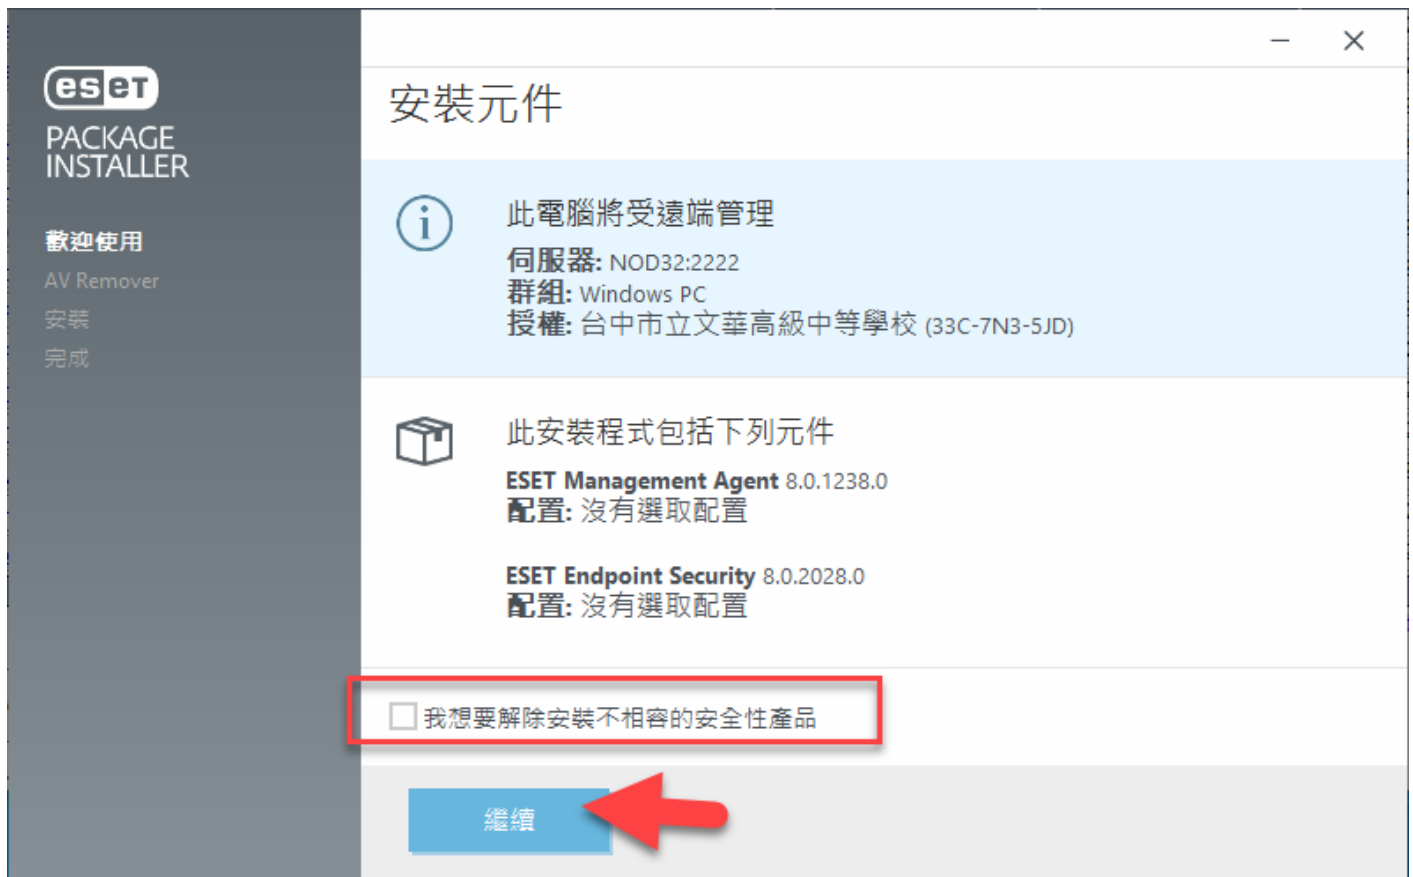 eset
PACKAGE
INSTALLER
歡迎使用
AV Remover
安裝
完成
安裝元件
此電腦將受遠端管理
伺服器: NOD32:2222
群組: Windows PC
授權: 台中市立文華高級中等學校 (33C-7N3-5JD)
此安裝程式包括下列元件
ESET Management Agent 8.0.1238.0
配置: 沒有選取配置
ESET Endpoint Security 8.0.2028.0
配置: 沒有選取配置
我想要解除安裝不相容的安全性產品
繼續